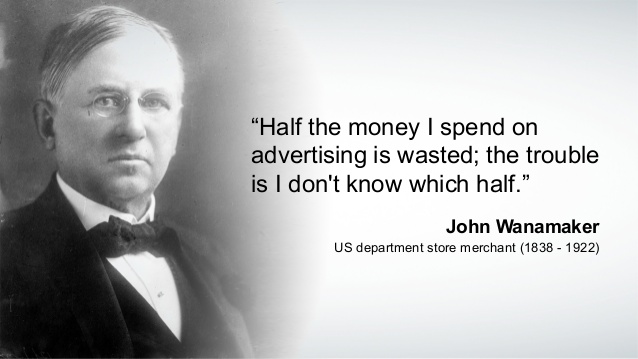 “Half the money I spend on
advertising is wasted; the trouble
is I don't know which half.”
John Wanamaker
US department store merchant (1838 - 1922)